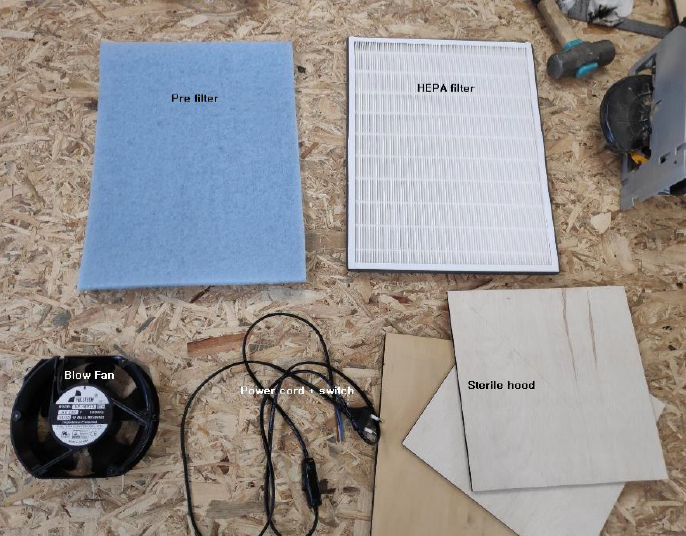 Pre filter
HEPA filter
Blow Fan
Power cord + switch
Sterile hood